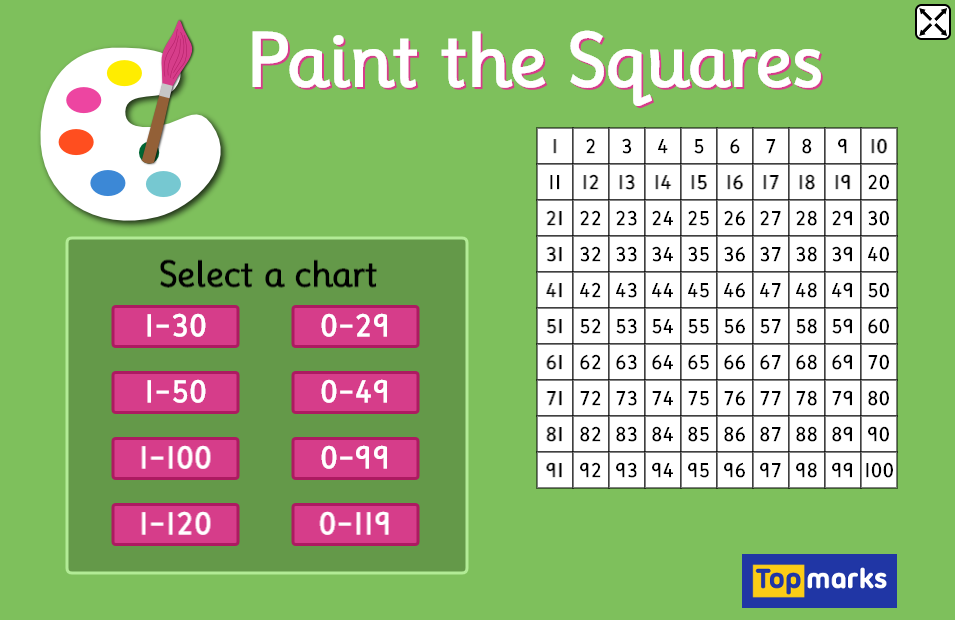 Paint the Squares
Select a chart
1-30 0-29
1-50 0-49
1-100 0-99
1-120 0-119
1 2 3 4 5 6 7 8 9 10
11 12 13 14 15 16 17 18 19 20
21 22 23 24 25 26 27 28 29 30
31 32 33 34 35 36 37 38 39 40
41 42 43 44 45 46 47 48 49 50
51 52 53 54 55 56 57 58 59 60
61 62 63 64 65 66 67 68 69 70
71 72 73 74 75 76 77 78 79 80
81 82 83 84 85 86 87 88 89 90
91 92 93 94 95 96 97 98 99 100
Topmarks